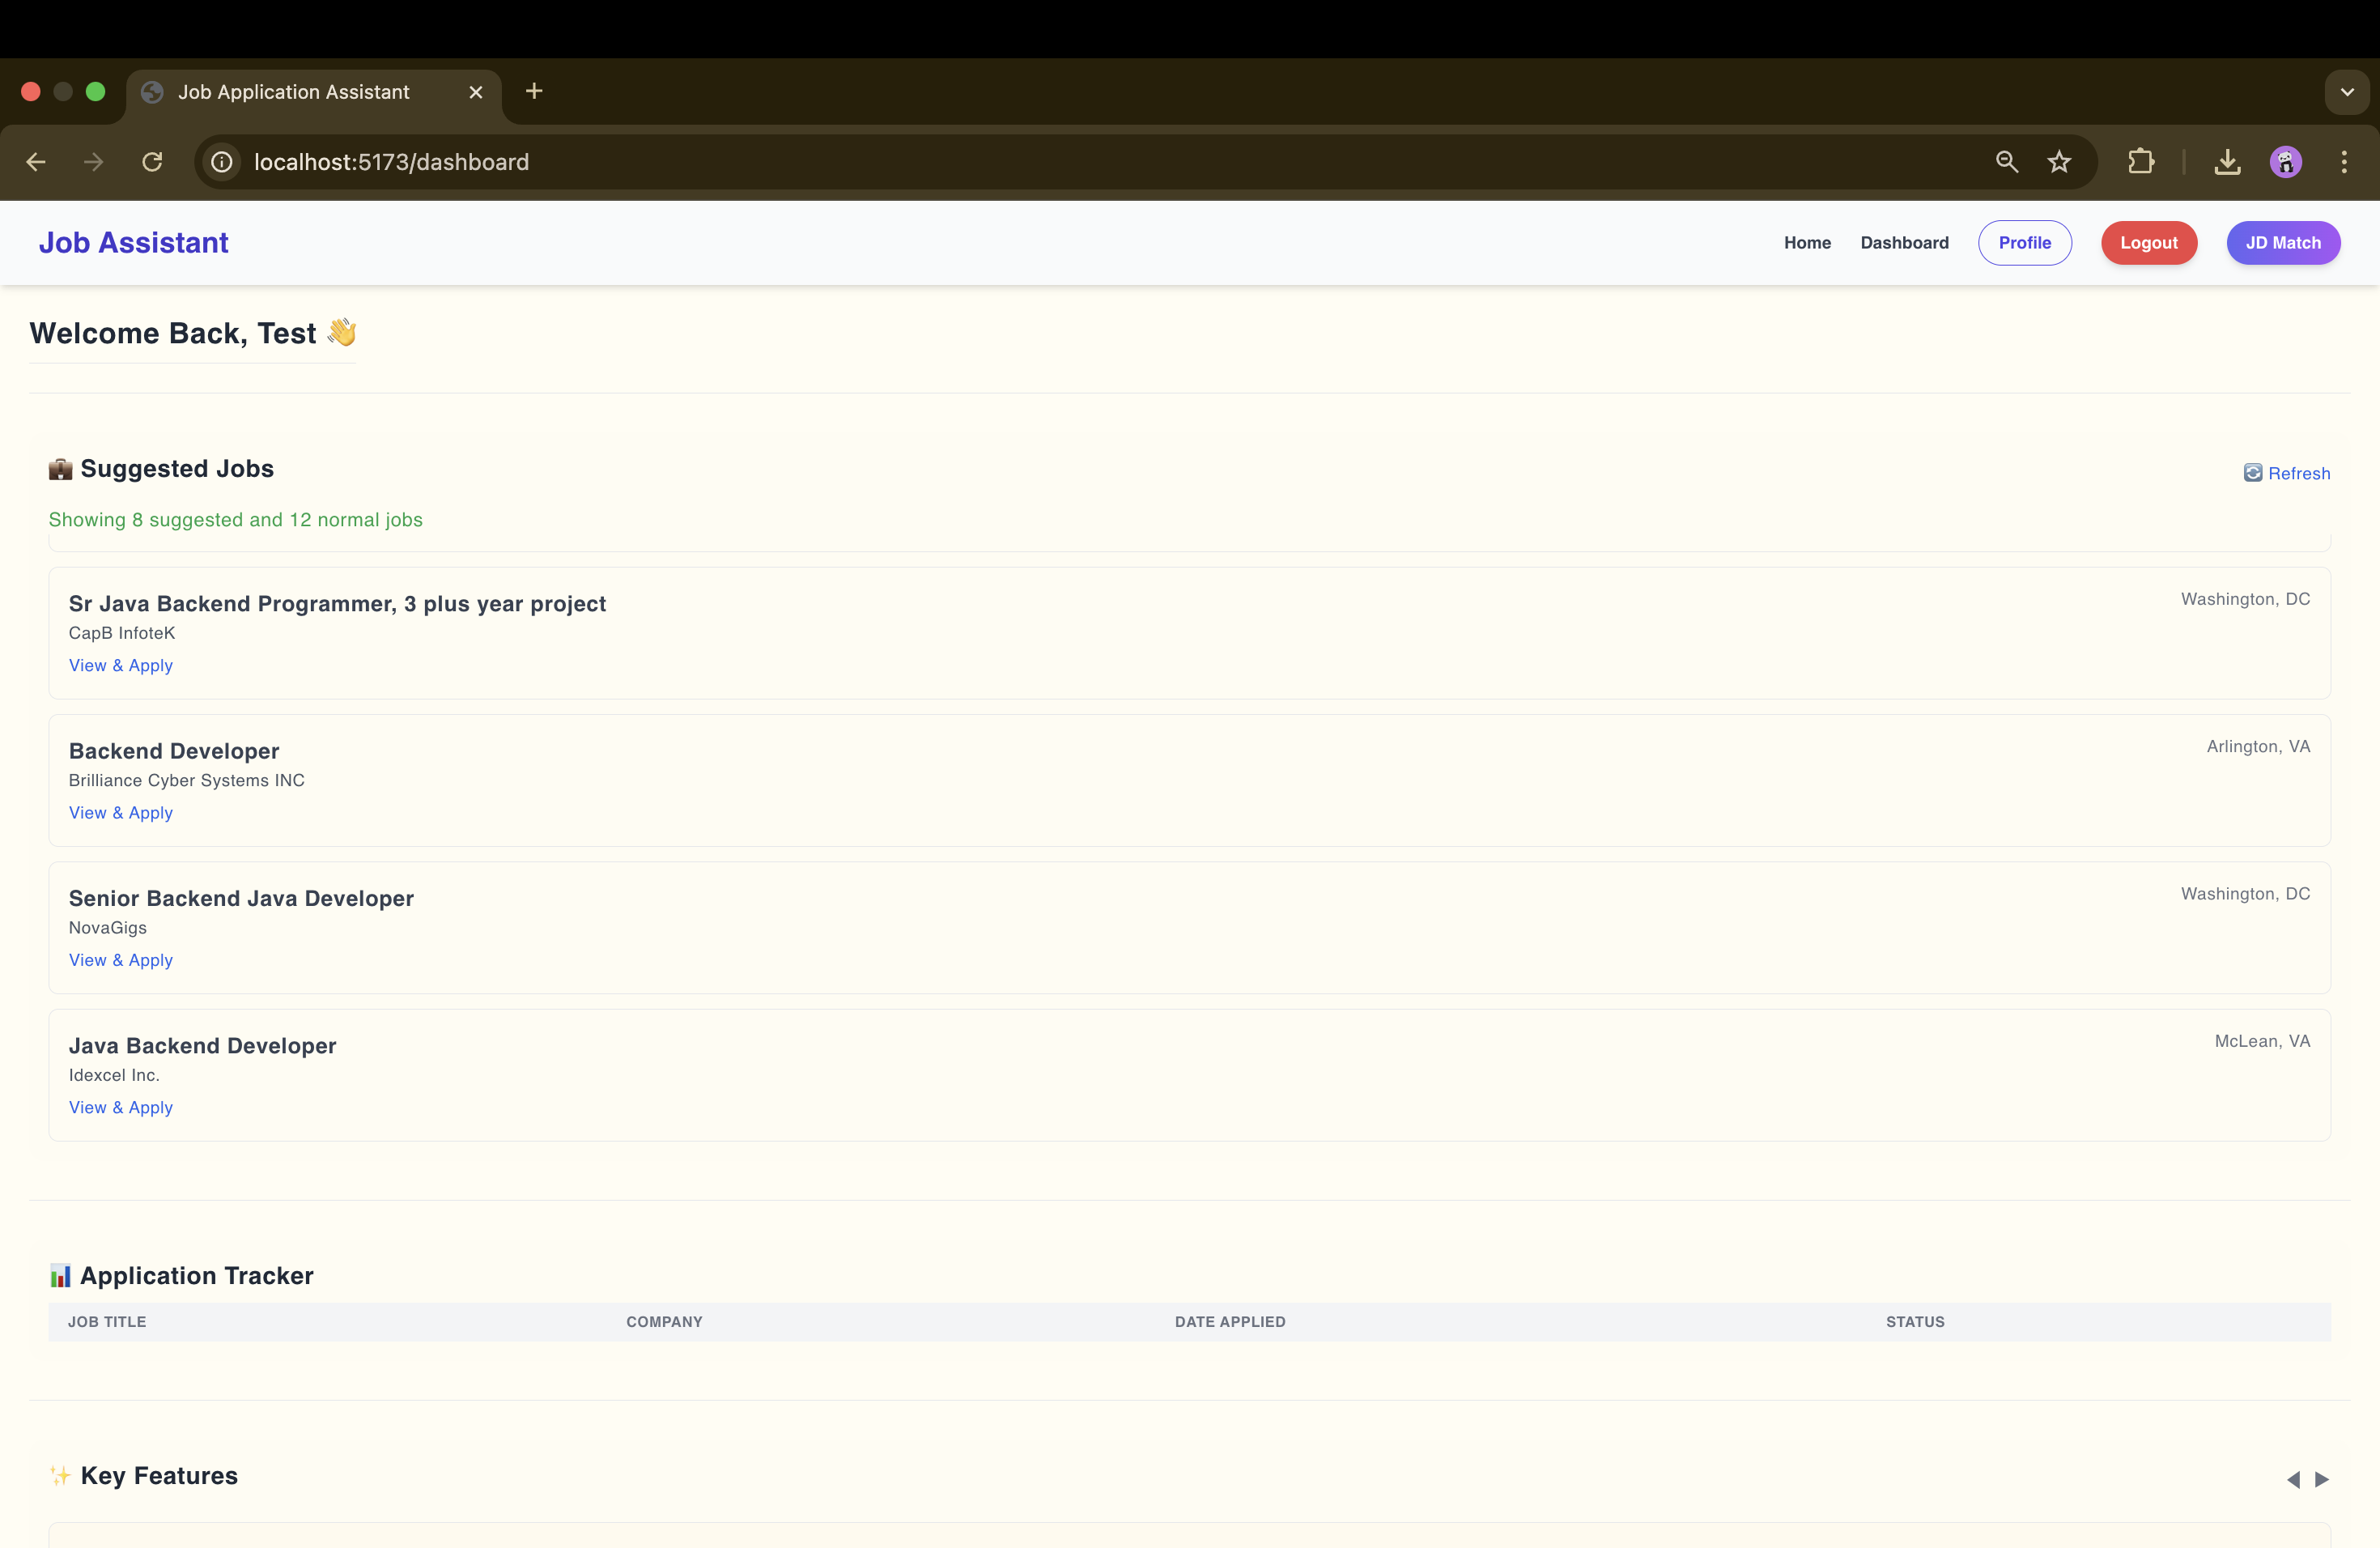 Job Application Assistant
localhost:5173/dashboard
Job Assistant
Home Dashboard Profile Logout JD Match
Welcome Back, Test 👋
💼 Suggested Jobs
🔄 Refresh
Showing 8 suggested and 12 normal jobs
Sr Java Backend Programmer, 3 plus year project
Washington, DC
CapB InfoteK
View & Apply
Backend Developer
Arlington, VA
Brilliance Cyber Systems INC
View & Apply
Senior Backend Java Developer
Washington, DC
NovaGigs
View & Apply
Java Backend Developer
McLean, VA
Idexcel Inc.
View & Apply
📊 Application Tracker
JOB TITLE COMPANY DATE APPLIED STATUS
✨ Key Features